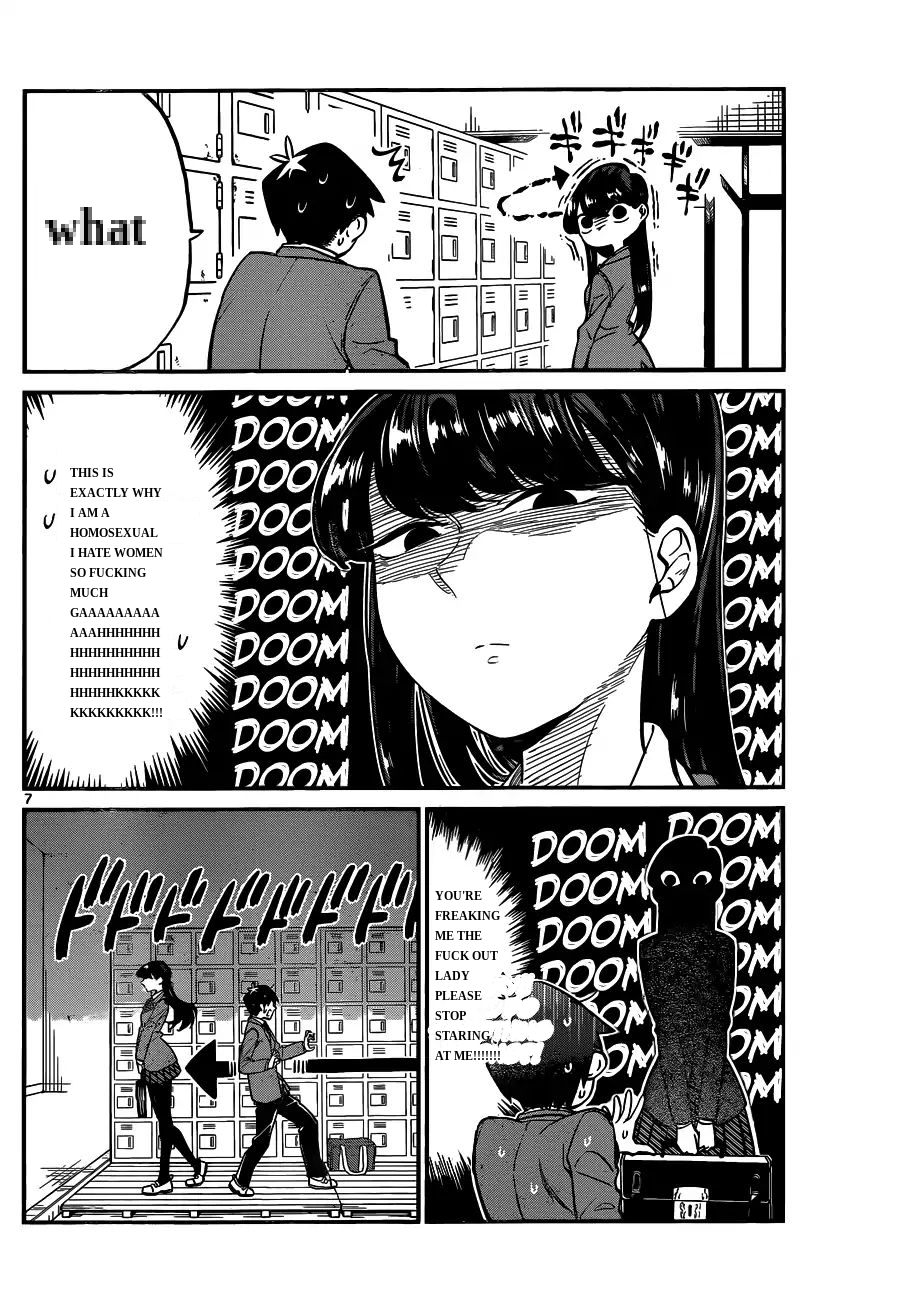 what
ギギギギギ
THIS IS
EXACTLY WHY
I AM A
HOMOSEXUAL
I HATE WOMEN
SO FUCKING
MUCH
GAAAAAAAAA
AAAHHHHHHH
HHHHHHHHHH
HHHHHHHHHH
HHHHHKKKKK
KKKKKKKKK!!!
DOOM
DOOM
DOOM
DOOM
DOOM
DOOM
DOOM
DOOM
DOOM
DOOM
7
ドドドドドドドド
YOU'RE
FREAKING
ME THE
FUCK OUT
LADY
PLEASE
STOP
STARING
AT ME!!!!!!!
DOOM DOOM
DOOM DOOM
DOOM
DOOM
DOOM